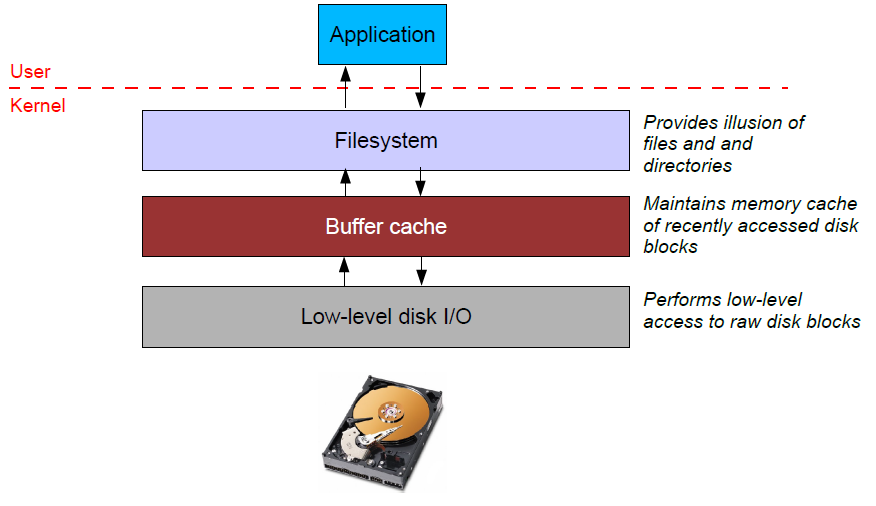 Application
User
Kernel
Filesystem
Provides illusion of
files and and
directories
Buffer cache
Maintains memory cache
of recently accessed disk
blocks
Low-level disk I/O
Performs low-level
access to raw disk blocks